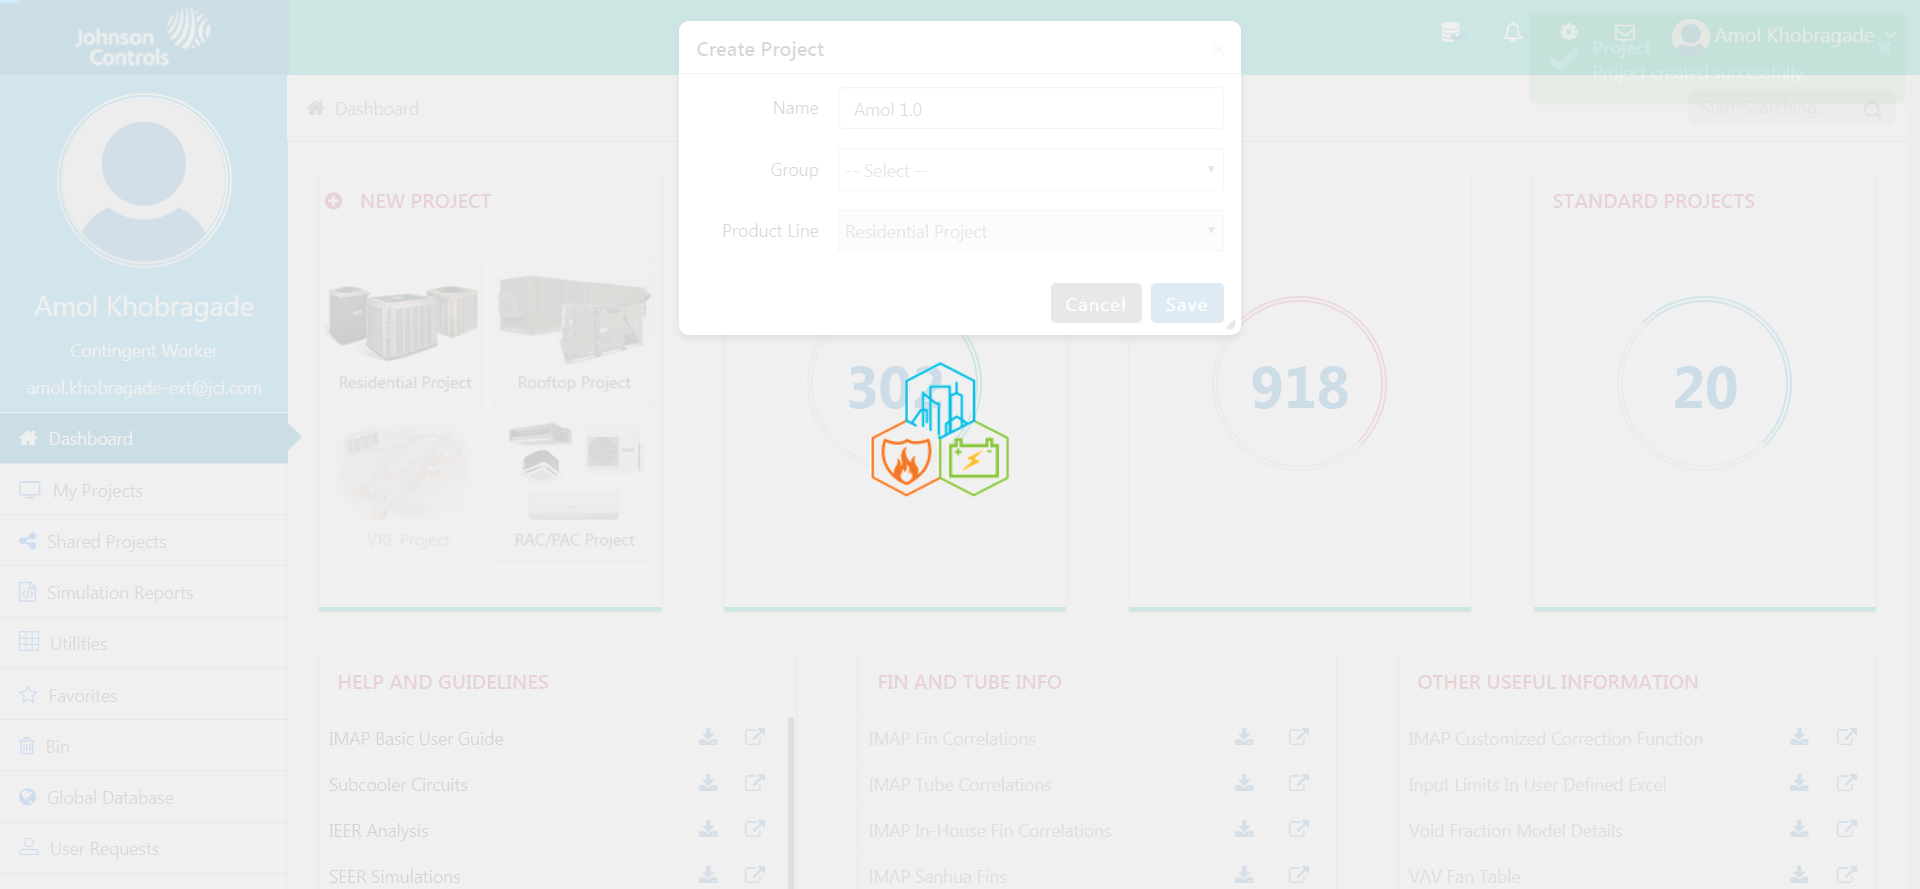 Johnson
Controls
Create Project
×
Amol Khobragade
Project
Project created successfully.
Dashboard
Start Searching...
Name
Amol 1.0
Group
-- Select --
Product Line
Residential Project
Cancel
Save
Amol Khobragade
Contingent Worker
amol.khobragade-ext@jci.com
Dashboard
My Projects
Shared Projects
Simulation Reports
Utilities
Favorites
Bin
Global Database
User Requests
NEW PROJECT
Residential Project
Rooftop Project
VRF Project
RAC/PAC Project
302
918
STANDARD PROJECTS
20
HELP AND GUIDELINES
IMAP Basic User Guide
Subcooler Circuits
IEER Analysis
SEER Simulations
FIN AND TUBE INFO
IMAP Fin Correlations
IMAP Tube Correlations
IMAP In-House Fin Correlations
IMAP Sanhua Fins
OTHER USEFUL INFORMATION
IMAP Customized Correction Function
Input Limits In User Defined Excel
Void Fraction Model Details
VAV Fan Table